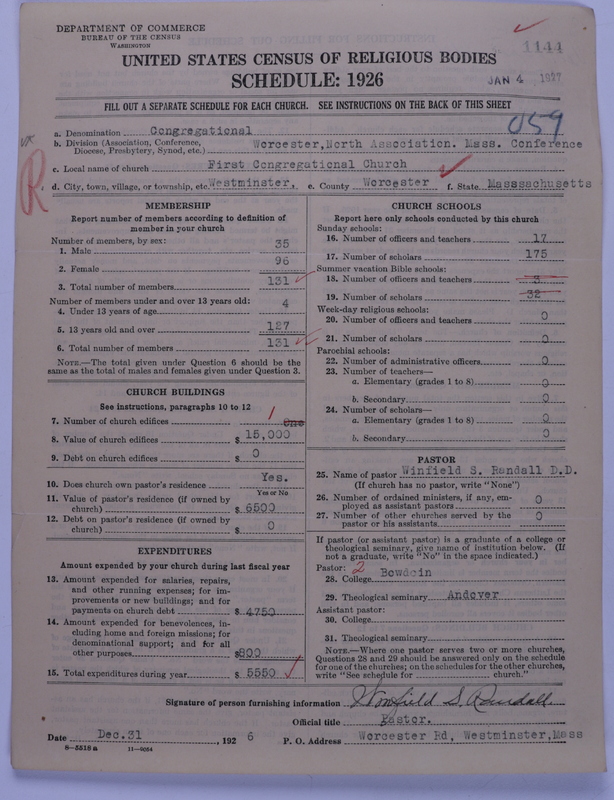 DEPARTMENT OF COMMERCE
BUREAU OF THE CENSUS
WASHINGTON
1144
UNITED STATES CENSUS OF RELIGIOUS BODIES
SCHEDULE: 1926
JAN 4 1927
FILL OUT A SEPARATE SCHEDULE FOR EACH CHURCH. SEE INSTRUCTIONS ON THE BACK OF THIS SHEET
059
a. Denomination Congregational
b. Division (Association, Conference, Diocese, Presbytery, Synod, etc.) Worcester,North Association. Mass. Conference
c. Local name of church First Congregational Church
d. City, town, village, or township, etc. Westminster, e. County Worcester f. State Massachusetts
R
MEMBERSHIP
Report number of members according to definition of
member in your church
Number of members, by sex:
1. Male 35
2. Female 96
3. Total number of members 131
Number of members under and over 13 years old:
4. Under 13 years of age 4
5. 13 years old and over 127
6. Total number of members 131
NOTE.—The total given under Question 6 should be
same as the total of males and females given under Question 3.
CHURCH BUILDINGS
See instructions, paragraphs 10 to 12
7. Number of church edifices 1 One
8. Value of church edifices $ 15,000
9. Debt on church edifices $ 0
10. Does church own pastor's residence Yes.
Yes or No
11. Value of pastor's residence (if owned by
church) $ 6500
12. Debt on pastor's residence (if owned by
church) $ 0
EXPENDITURES
Amount expended by your church during last fiscal year
13. Amount expended for salaries, repairs,
and other running expenses; for im-
provements or new building; and for
payments on church debt $ 4750
14. Amount expended for benevolences, in-
cluding home and foreign missions; for
denominational support; and for all
other purposes $800
15. Total expenditures during year $ 5550
CHURCH SCHOOLS
Report here only schools conducted by this church
Sunday schools:
16. Number of officers and teachers 17
17. Number of scholars 175
Summer vacation Bible schools:
18. Number of officers and teachers 3
19. Number of scholars 32
Week-day religious schools:
20. Number of officers and teachers 0
21. Number of scholars 0
Parochial schools:
22. Number of administrative officers 0
23. Number of teachers—
a. Elementary (grades 1 to 8) 0
b. Secondary 0
24. Number of scholars—
a. Elementary (grades 1 to 8) 0
b. Secondary 0
PASTOR
25. Name of pastor Winfield S. Randall D.D.
(If church has no pastor, write "None")
26. Number of ordained ministers, if any, em-
ployed as assistant pastors 0
27. Number of other churches served by the
pastor or his assistants 0
If pastor (or assistant pastor) is a graduate of a college or
theological seminary, give name of institution below. (If
not a graduate, write "No" in the space indicated.)
Pastor: 2
28. College Bowdoin
29. Theological seminary Andover
Assistant pastor:
30. College
31. Theological seminary
NOTE.—Where one pastor serves two or more churches,
Questions 28 and 29 should be answered only on the schedule
for one of the churches; on the schedules for the other churches,
write "See schedule for church."
Signature of person furnishing information Winfield S. Randall
Official title Pastor.
Date Dec.31, 1926 P. O. Address Worcester Rd, Westminster,Mass
8-5518a 11-9064